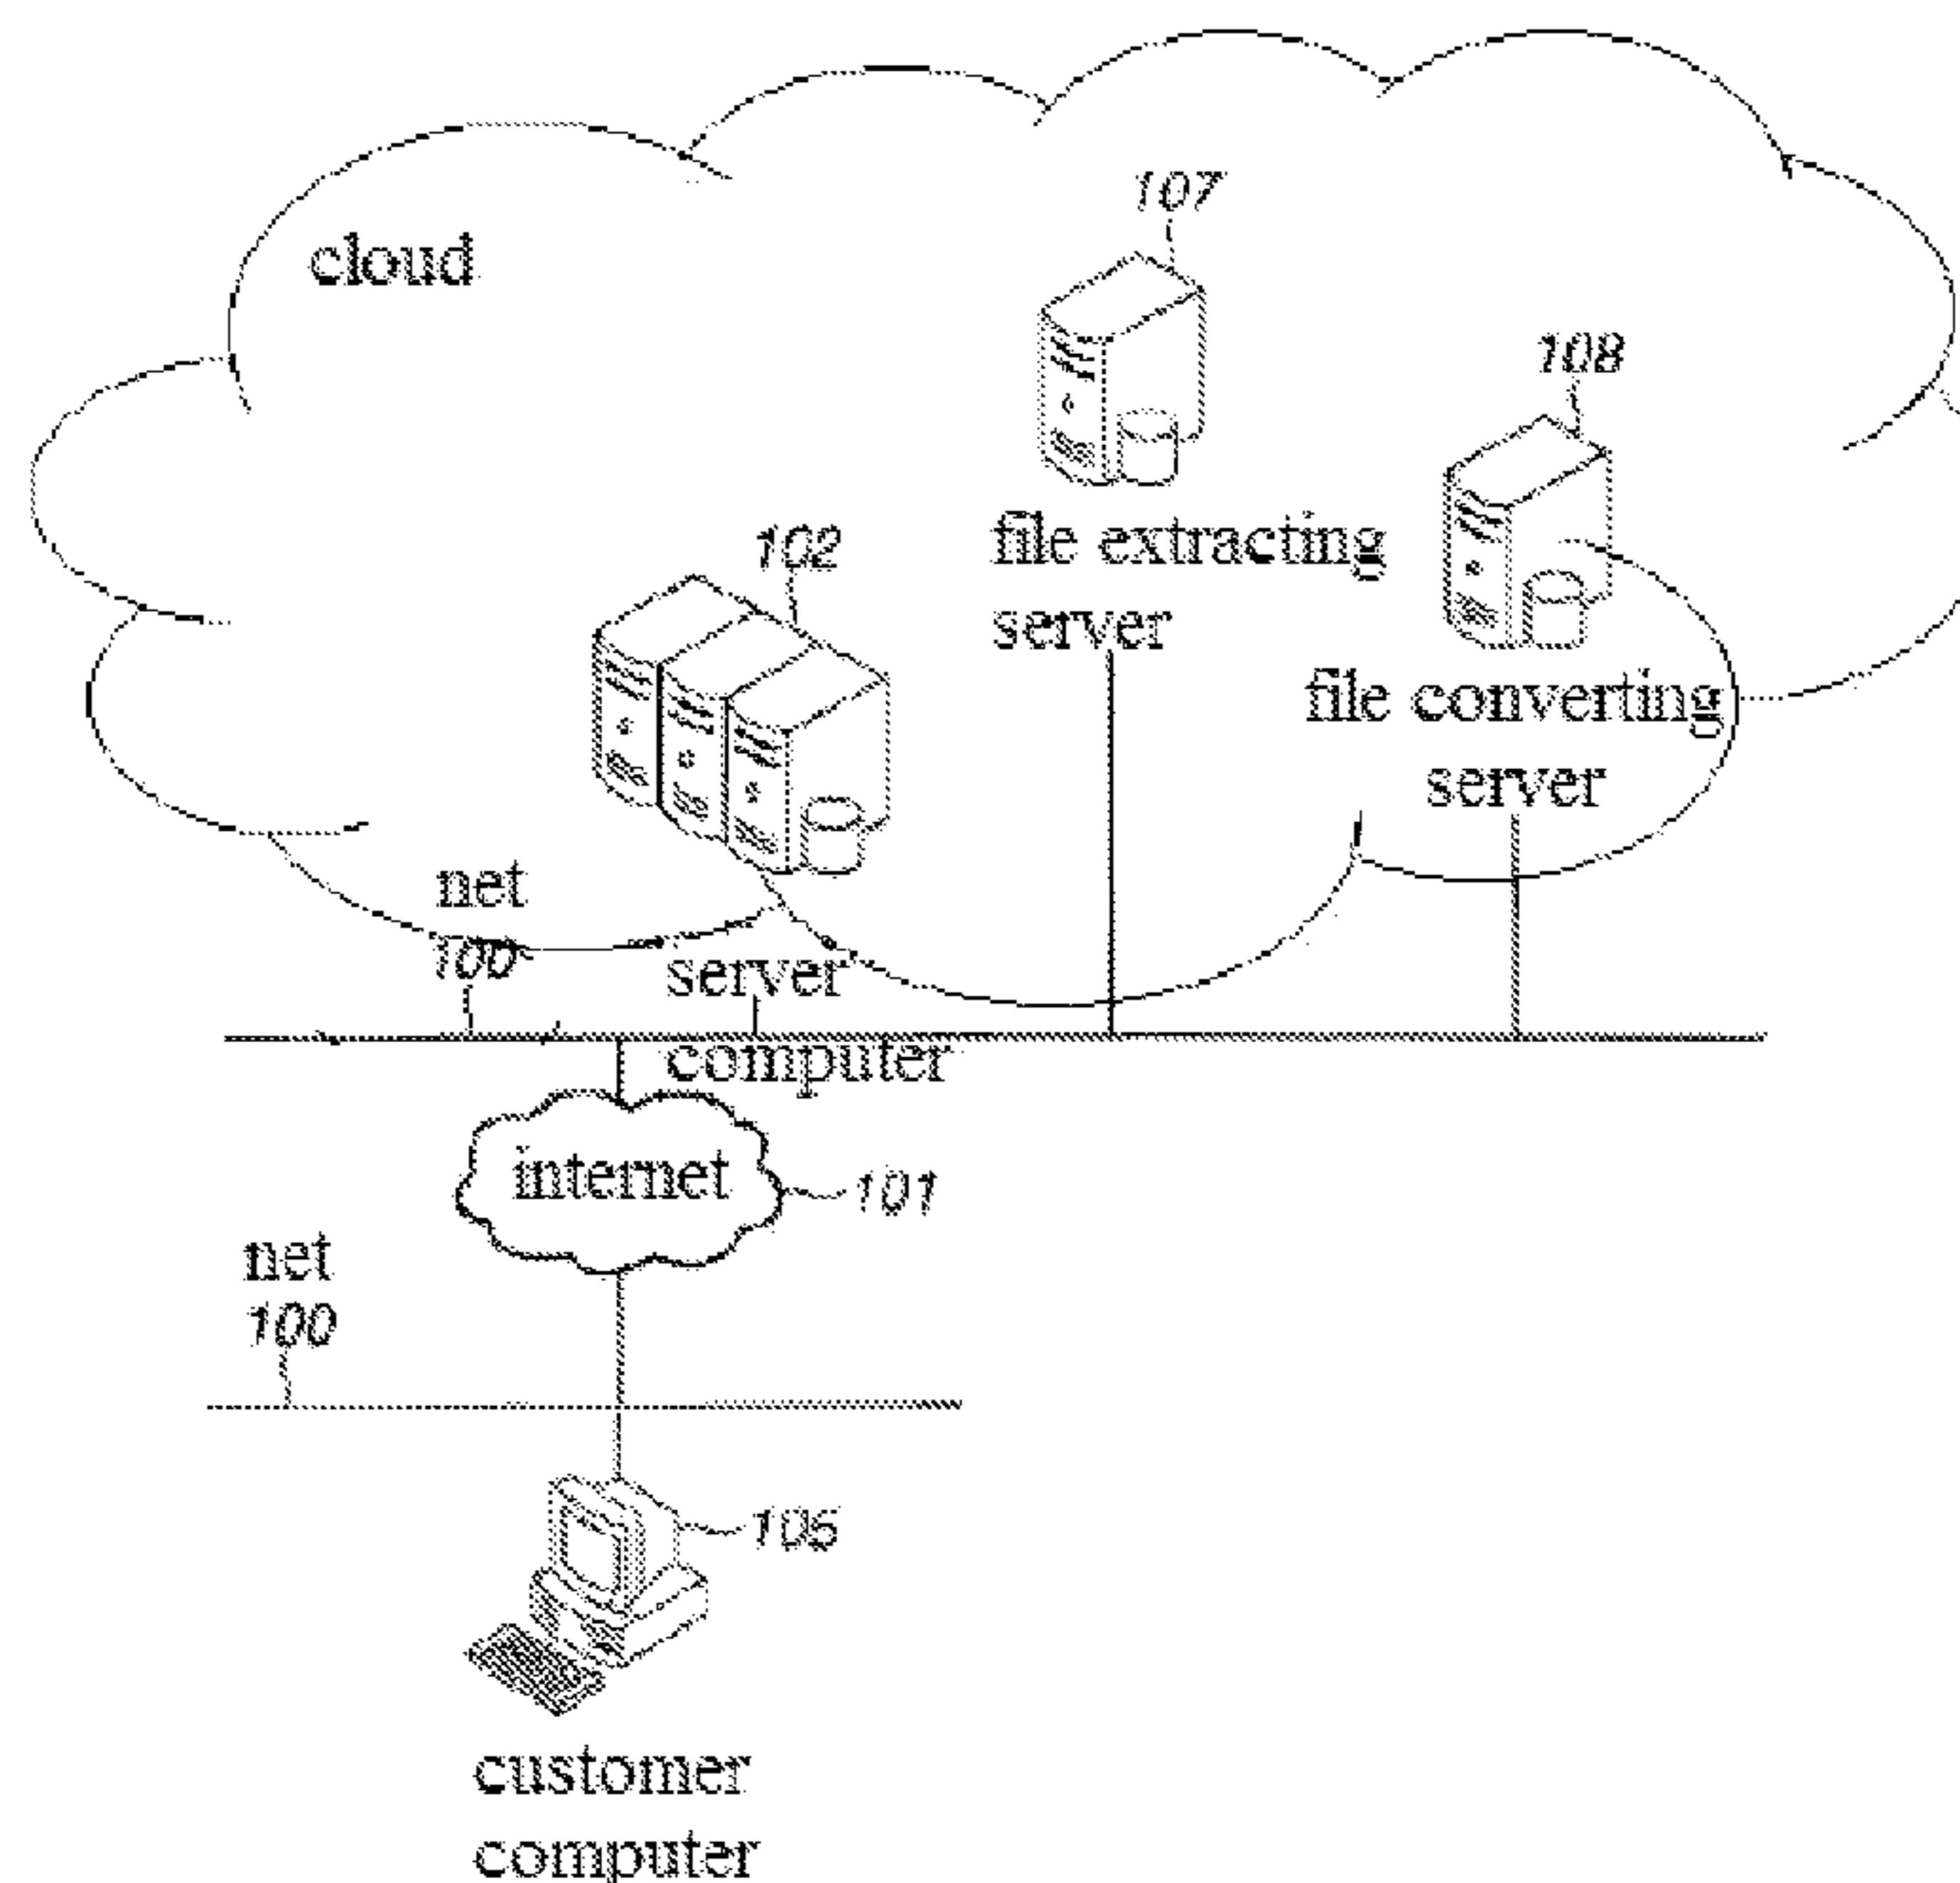 cloud
107
108
102
file extracting
server
file converting
server
net
100
server
computer
internet
101
net
100
customer
computer